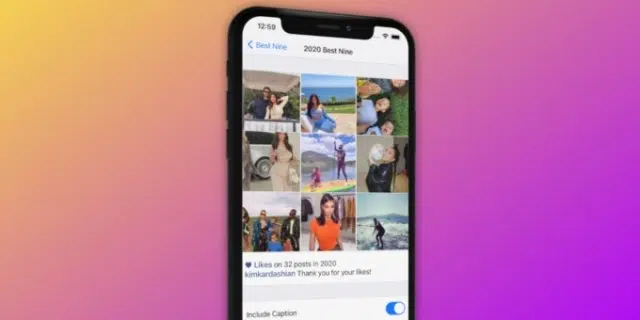 12:59
Best Nine
2020 Best Nine
Likes on 32 posts in 2020
kimkardashian Thank you for your likes!
Include Caption